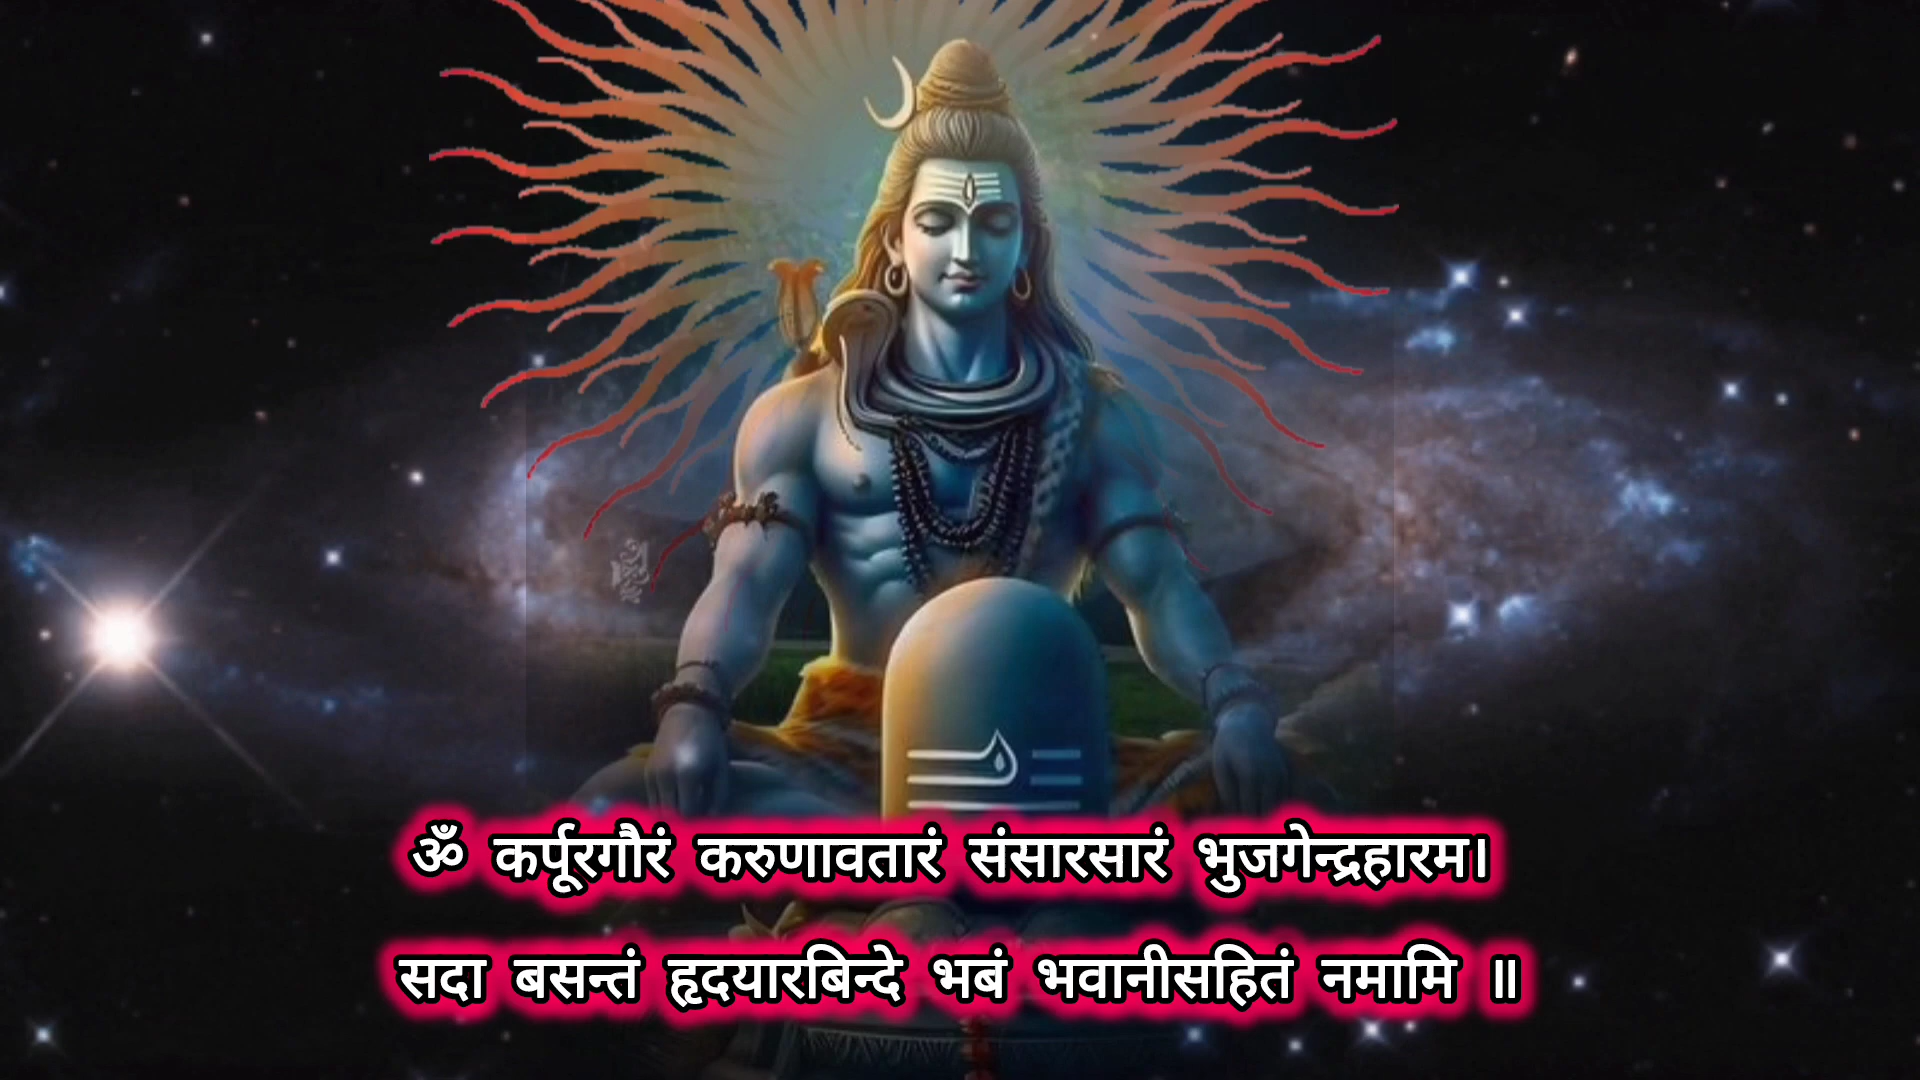 ॐ कर्पूरगौरं करुणावतारं संसारसारं भुजगेन्द्रहारम।
सदा बसन्तं हृदयारबिन्दे भबं भवानीसहितं नमामि ॥